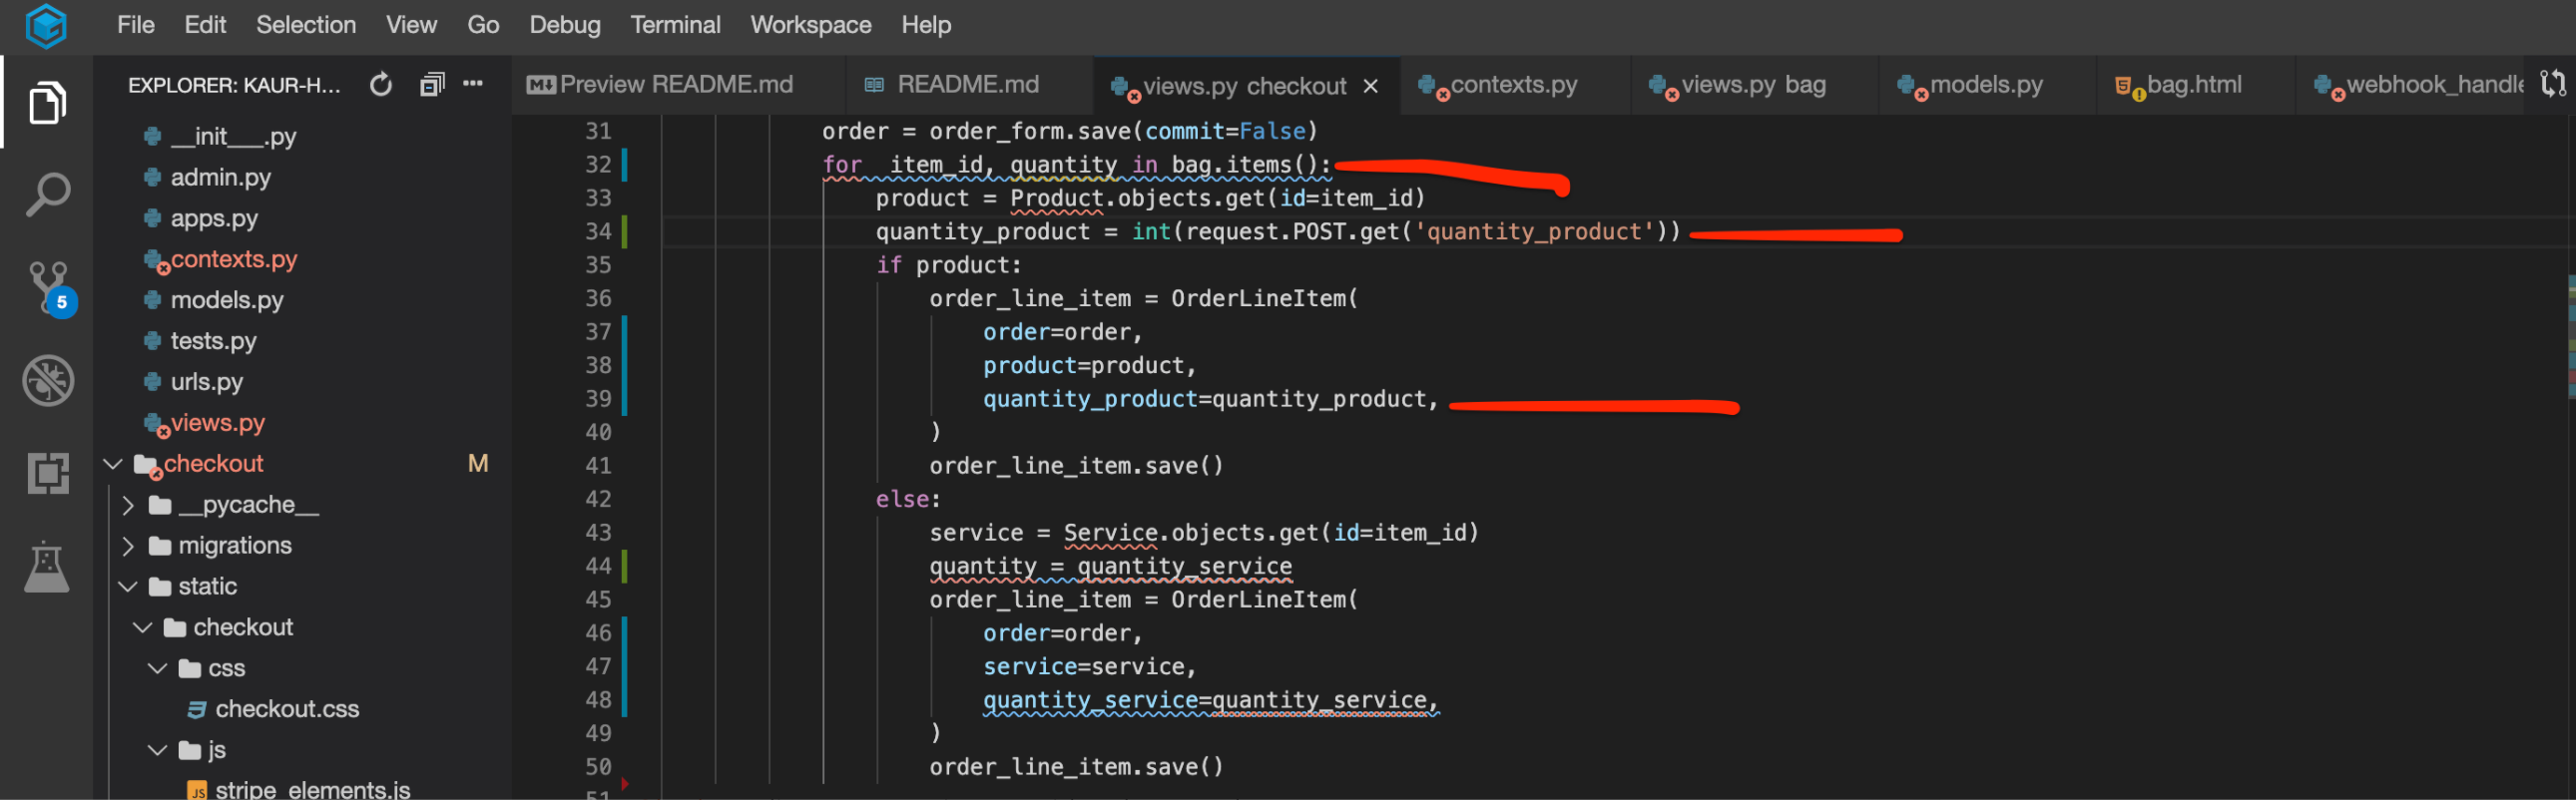 File Edit Selection View Go Debug Terminal Workspace Help
EXPLORER: KAUR-H...
Preview README.md
README.md
views.py checkout
contexts.py
views.py bag
models.py
bag.html
webhook_handle
__init__.py
admin.py
apps.py
contexts.py
models.py
tests.py
urls.py
views.py
checkout M
__pycache__
migrations
static
checkout
css
checkout.css
js
JS stripe_elements.js
5
31 order = order_form.save(commit=False)
32 for item_id, quantity in bag.items():
33 product = Product.objects.get(id=item_id)
34 quantity_product = int(request.POST.get('quantity_product'))
35 if product:
36 order_line_item = OrderLineItem(
37 order=order,
38 product=product,
39 quantity_product=quantity_product,
40 )
41 order_line_item.save()
42 else:
43 service = Service.objects.get(id=item_id)
44 quantity = quantity_service
45 order_line_item = OrderLineItem(
46 order=order,
47 service=service,
48 quantity_service=quantity_service,
49 )
50 order_line_item.save()
51